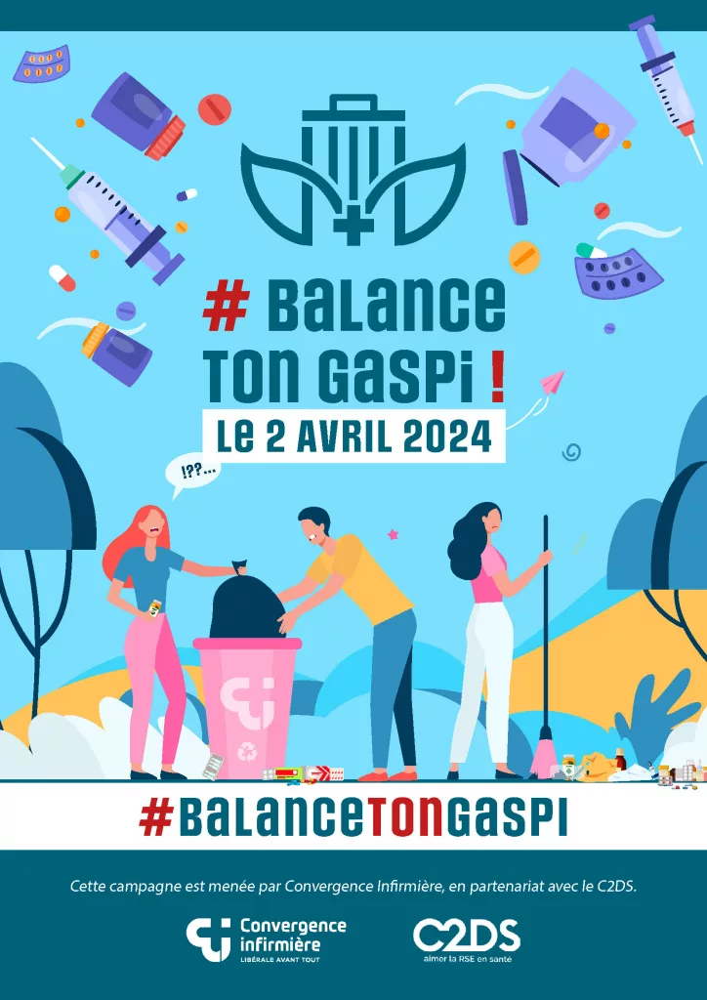 # BaLaNCe
TON GaSPi !
Le 2 AVRIL 2024
!??...
#BaLaNCeTONGaSPI
Cette campagne est menée par Convergence Infirmière, en partenariat avec le C2DS.
Convergence
infirmière
LIBÉRALE AVANT TOUT
C2DS
aimer la RSE en santé